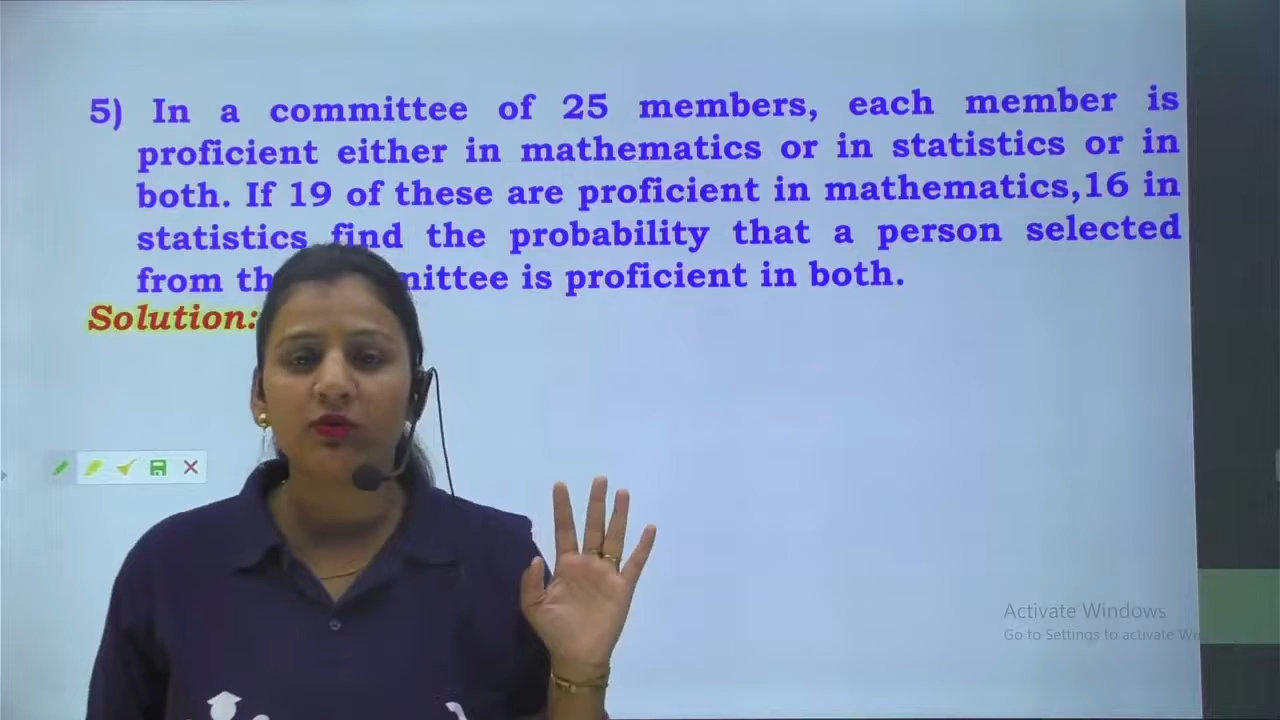 5) In a committee of 25 members, each member is
proficient either in mathematics or in statistics or in
both. If 19 of these are proficient in mathematics,16 in
statistics find the probability that a person selected
from is proficient in both.
Solution:
Activate Windows
Go to Settings to activate